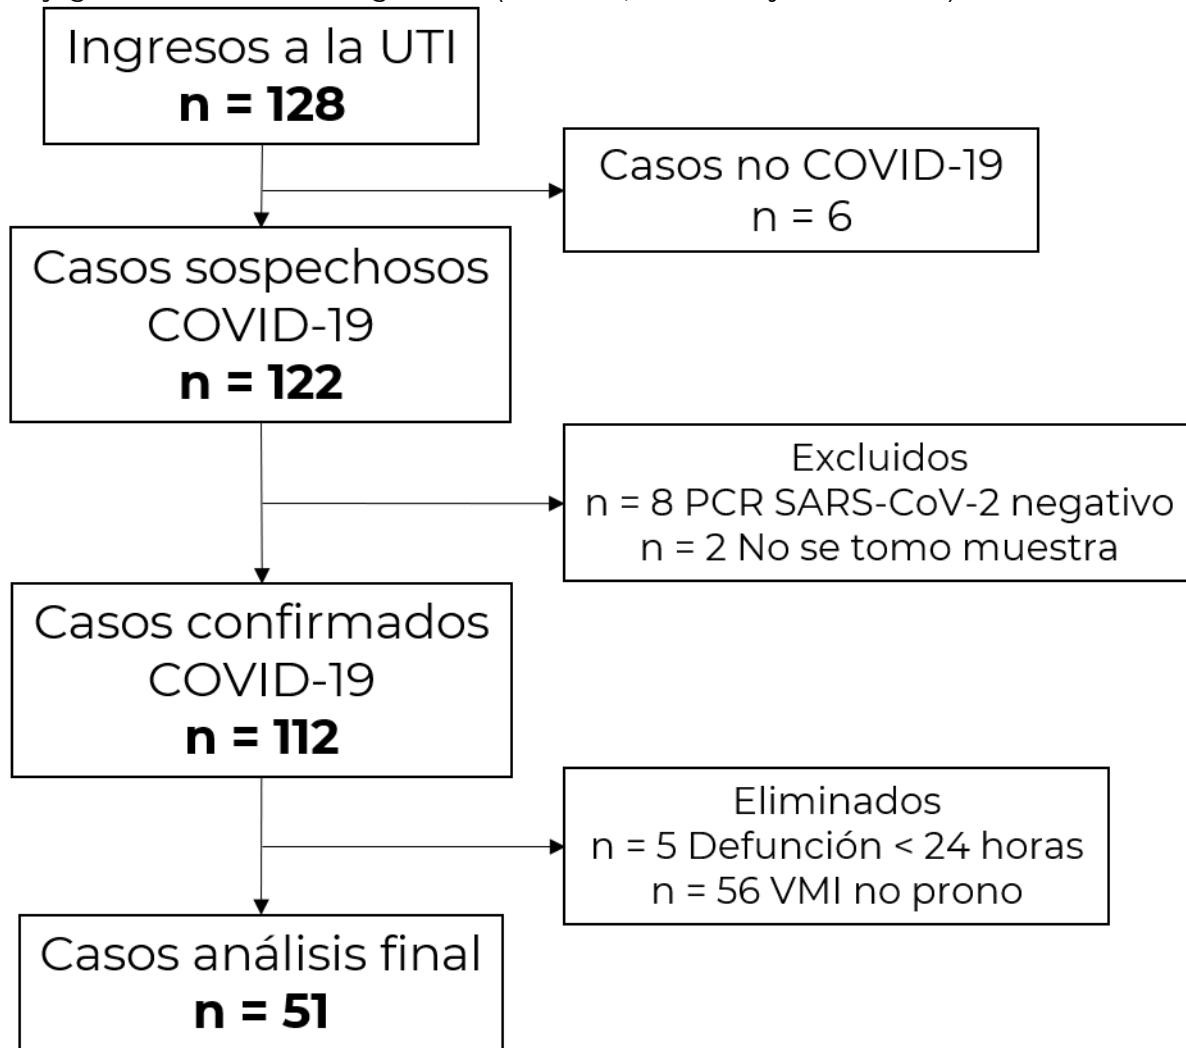 Ingresos a la UTI
n = 128
Casos no COVID-19
n = 6
Casos sospechosos
COVID-19
n = 122
Excluidos
n = 8 PCR SARS-CoV-2 negativo
n = 2 No se tomo muestra
Casos confirmados
COVID-19
n = 112
Eliminados
n = 5 Defunción < 24 horas
n = 56 VMI no prono
Casos análisis final
n = 51